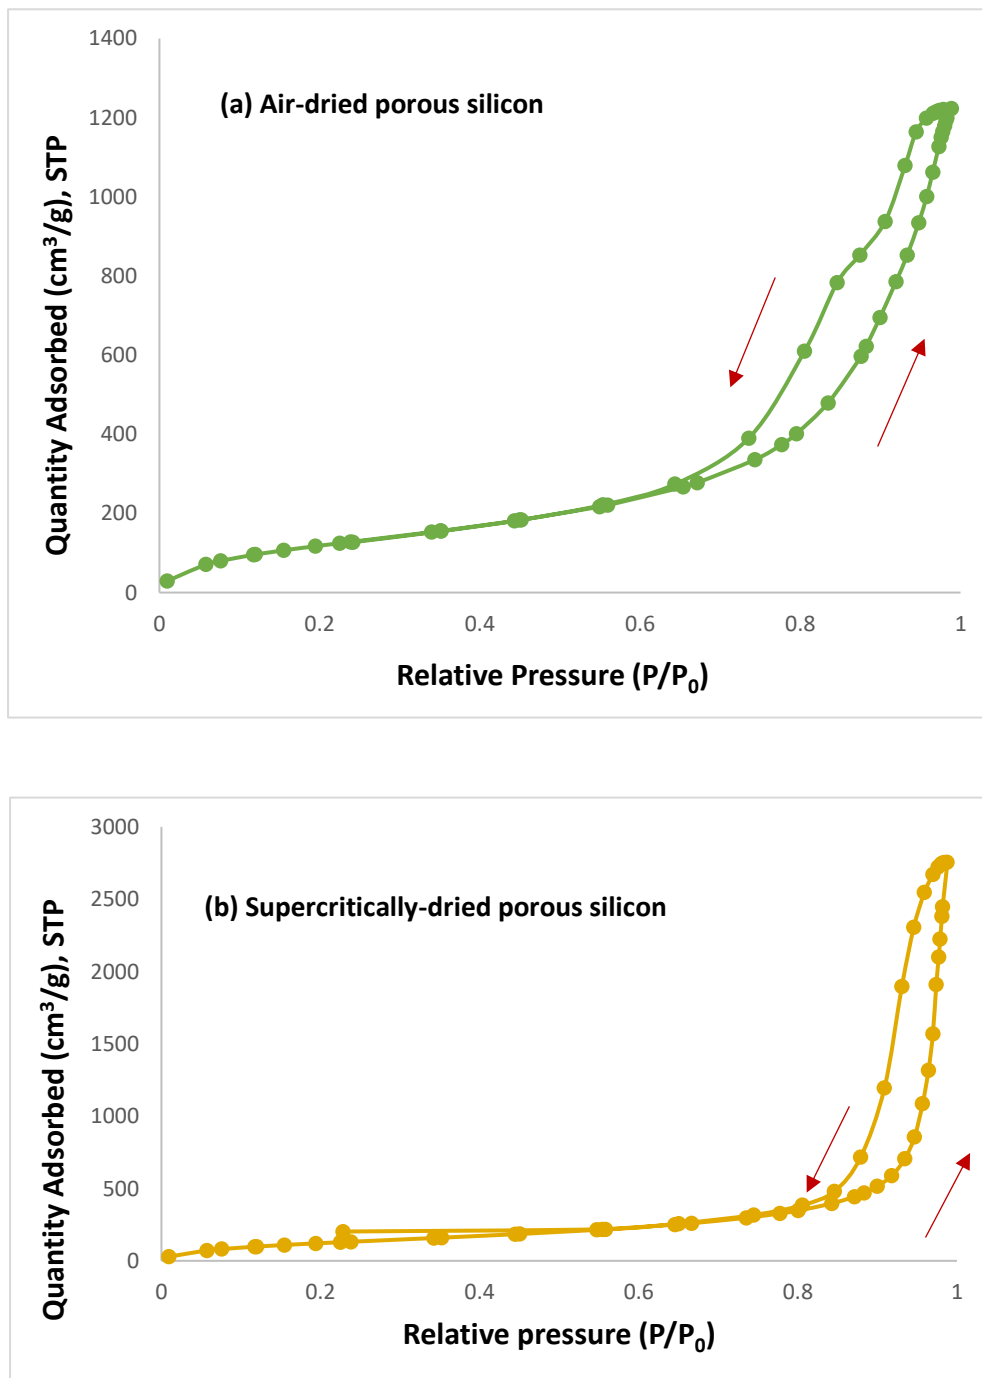 1400
(a) Air-dried porous silicon
1200
1000
800
600
400
200
0
Quantity Adsorbed (cm³/g), STP
0 0.2 0.4 0.6 0.8 1
Relative Pressure (P/P₀)
3000
2500
(b) Supercritically-dried porous silicon
2000
1500
1000
500
0
Quantity Adsorbed (cm³/g), STP
0 0.2 0.4 0.6 0.8 1
Relative pressure (P/P₀)